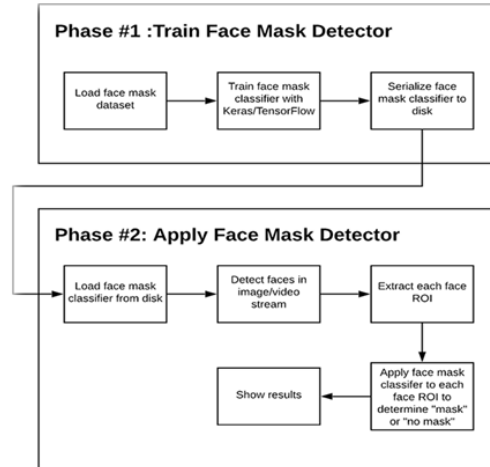 Phase #1 :Train Face Mask Detector
Load face mask
dataset
Train face mask
classifier with
Keras/TensorFlow
Serialize face
mask classifier to
disk
Phase #2: Apply Face Mask Detector
Load face mask
classifier from disk
Detect faces in
image/video
stream
Extract each face
ROI
Show results
Apply face mask
classifer to each
face ROI to
determine "mask"
or "no mask"